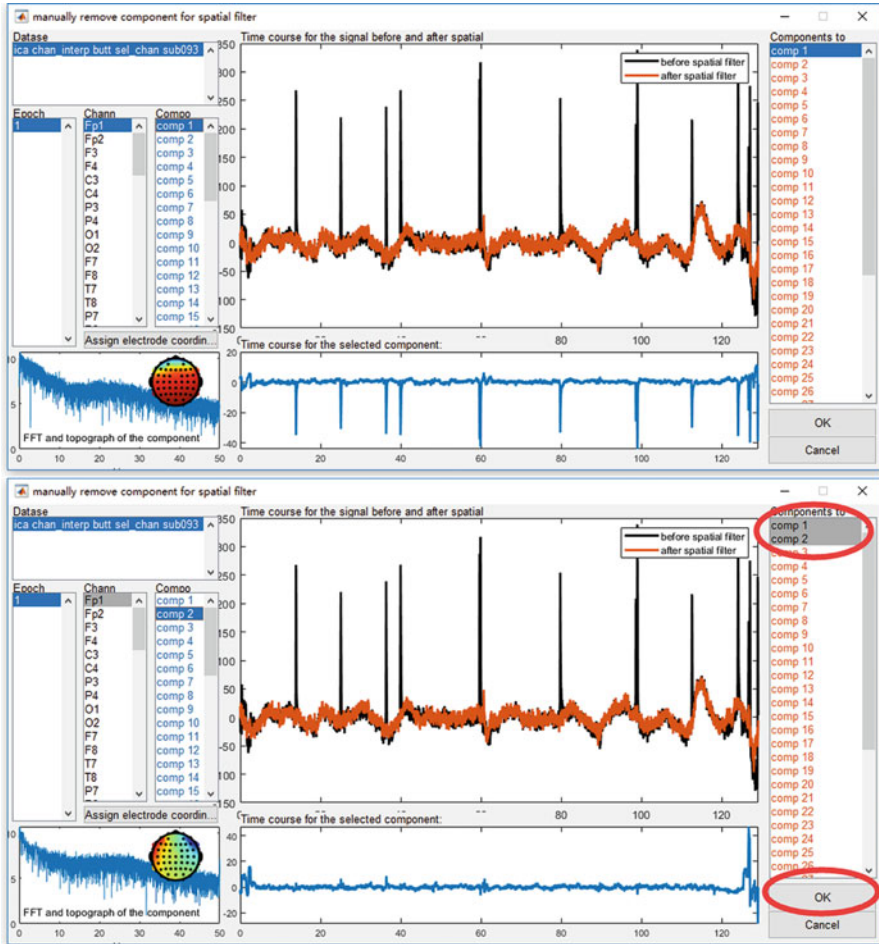 manually remove component for spatial filter
Datase
ica chan_interp butt sel_chan sub093
Epoch
1
Chann
Fp1
Fp2
F3
F4
C3
C4
P3
P4
O1
O2
F7
F8
T7
T8
P7
Compo
comp 1
comp 2
comp 3
comp 4
comp 5
comp 6
comp 7
comp 8
comp 9
comp 10
comp 11
comp 12
comp 13
comp 14
comp 15
Assign electrode coordin...
Time course for the signal before and after spatial
before spatial filter
after spatial filter
350
300
250
200
150
100
50
0
-50
-100
-150
0 20 40 60 80 100 120
Time course for the selected component:
20
0
-20
-40
0 20 40 60 80 100 120
10
5
0
FFT and topograph of the component
0 10 20 30 40 50
Components to
comp 1
comp 2
comp 3
comp 4
comp 5
comp 6
comp 7
comp 8
comp 9
comp 10
comp 11
comp 12
comp 13
comp 14
comp 15
comp 16
comp 17
comp 18
comp 19
comp 20
comp 21
comp 22
comp 23
comp 24
comp 25
comp 26
OK
Cancel
manually remove component for spatial filter
Datase
ica chan_interp butt sel_chan sub093
Epoch
1
Chann
Fp1
Fp2
F3
F4
C3
C4
P3
P4
O1
O2
F7
F8
T7
T8
P7
Compo
comp 1
comp 2
comp 3
comp 4
comp 5
comp 6
comp 7
comp 8
comp 9
comp 10
comp 11
comp 12
comp 13
comp 14
comp 15
Assign electrode coordin...
Time course for the signal before and after spatial
before spatial filter
after spatial filter
350
300
250
200
150
100
50
0
-50
-100
-150
0 20 40 60 80 100 120
Time course for the selected component:
40
20
0
-20
0 20 40 60 80 100 120
10
5
0
FFT and topograph of the component
0 10 20 30 40 50
Components to
comp 1
comp 2
comp 3
comp 4
comp 5
comp 6
comp 7
comp 8
comp 9
comp 10
comp 11
comp 12
comp 13
comp 14
comp 15
comp 16
comp 17
comp 18
comp 19
comp 20
comp 21
comp 22
comp 23
comp 24
comp 25
comp 26
OK
Cancel